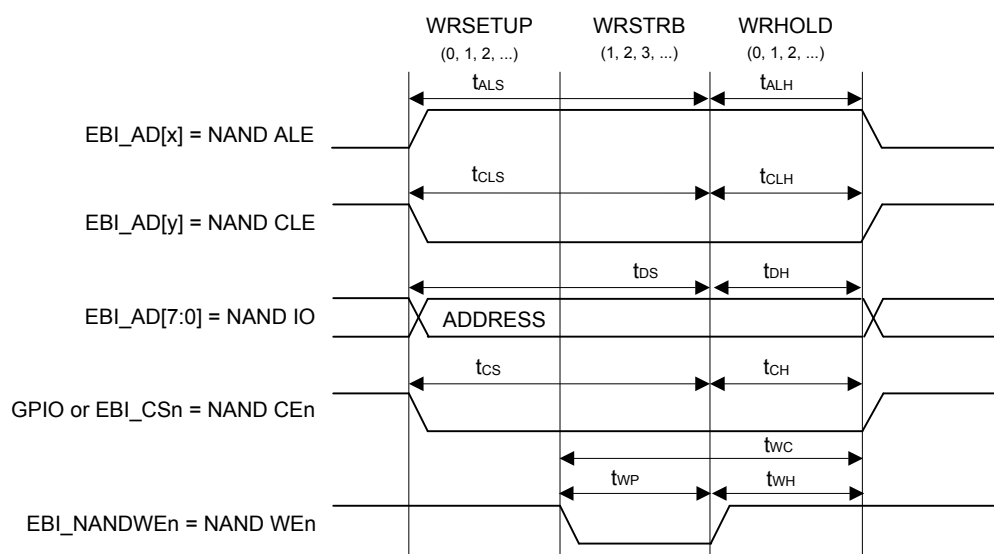 WRSETUP WRSTRB WRHOLD
(0, 1, 2, ...) (1, 2, 3, ...) (0, 1, 2, ...)
tALS tALH
EBI_AD[x] = NAND ALE
tCLS tCLH
EBI_AD[y] = NAND CLE
tDS tDH
EBI_AD[7:0] = NAND IO ADDRESS
tCS tCH
GPIO or EBI_CSn = NAND CEn
tWC
tWP tWH
EBI_NANDWEn = NAND WEn